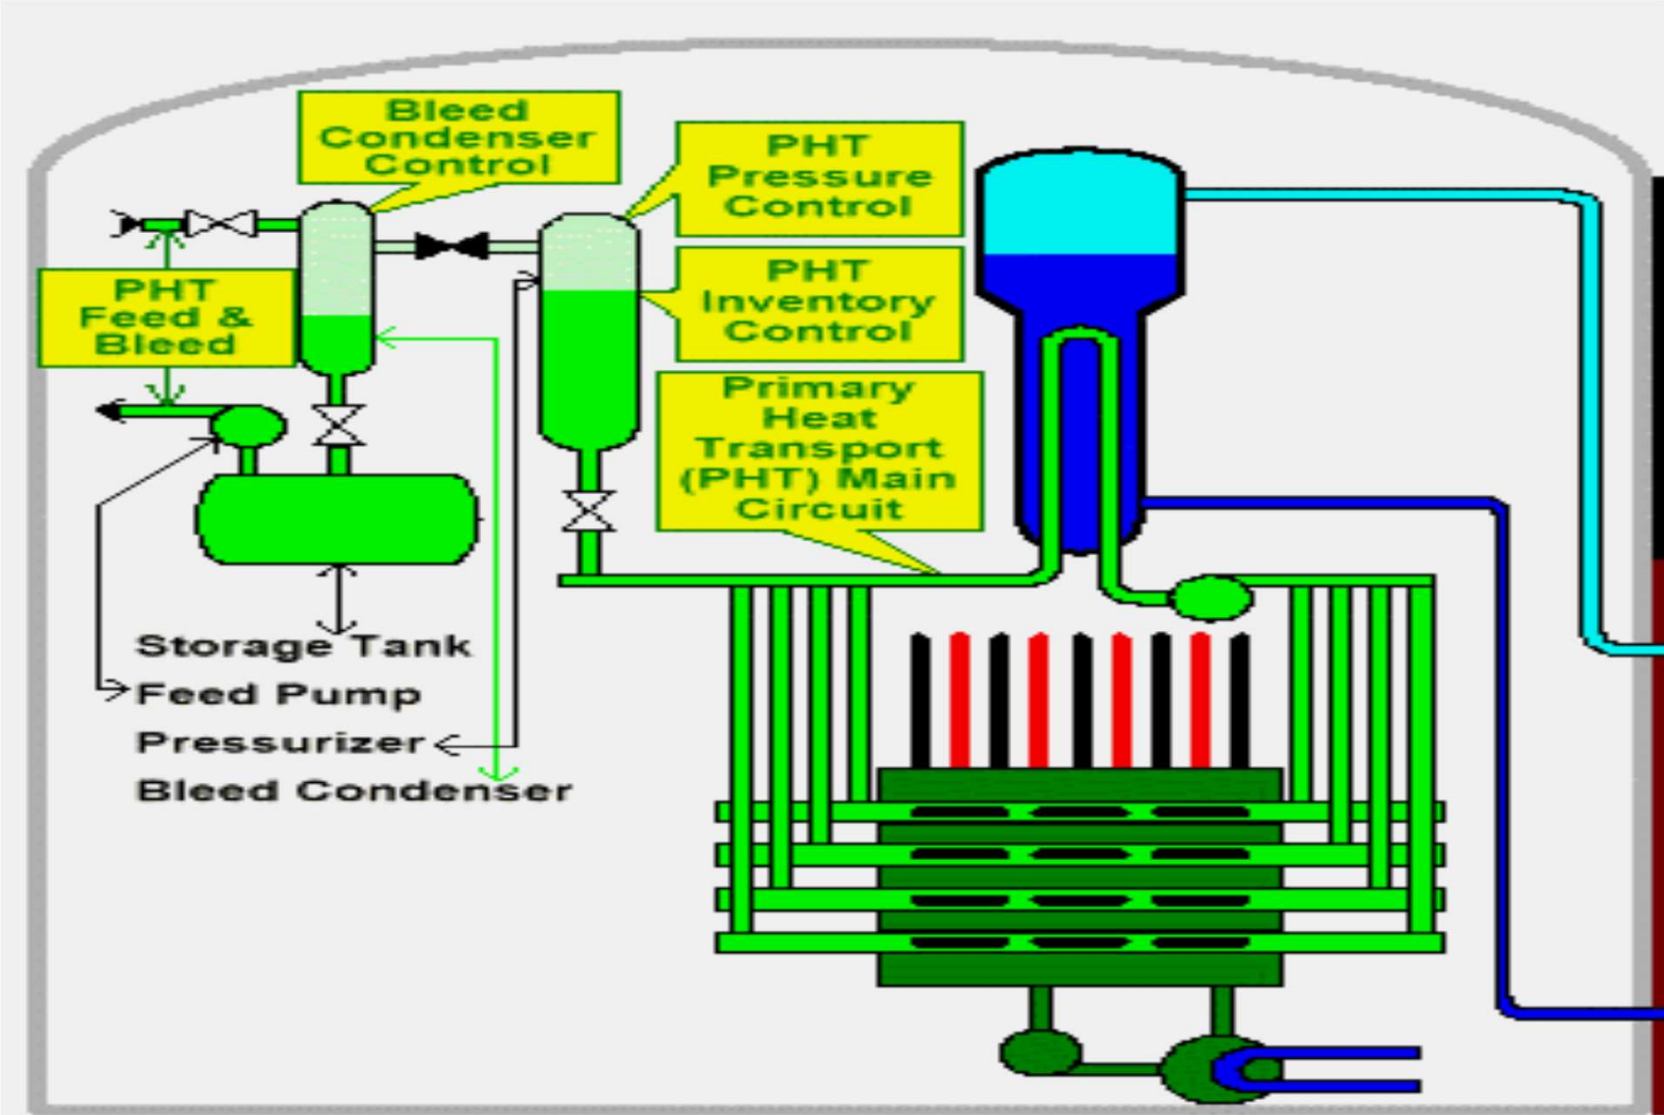 Bleed
Condenser
Control
PHT
Pressure
Control
PHT
Feed &
Bleed
PHT
Inventory
Control
Primary
Heat
Transport
(PHT) Main
Circuit
Storage Tank
Feed Pump
Pressurizer
Bleed Condenser